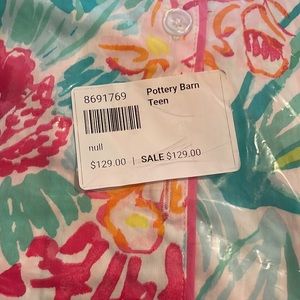 8691769
Pottery Barn
Teen
null
$129.00 | SALE $129.00